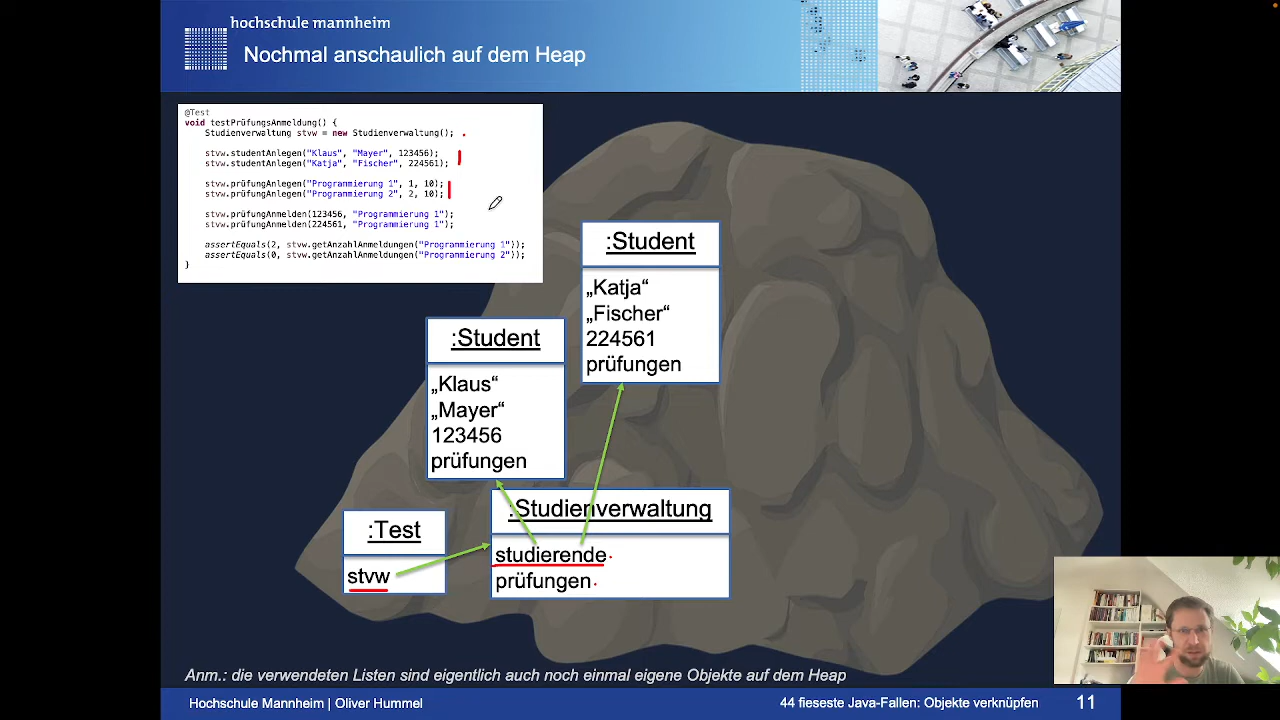 hochschule mannheim
Nochmal anschaulich auf dem Heap
@Test
void testPrüfungsAnmeldung() {
Studienverwaltung stvw = new Studienverwaltung();
stvw.studentAnlegen("Klaus", "Mayer", 123456);
stvw.studentAnlegen("Katja", "Fischer", 224561);
stvw.prüfungAnlegen("Programmierung 1", 1, 10);
stvw.prüfungAnlegen("Programmierung 2", 2, 10);
stvw.prüfungAnmelden(123456, "Programmierung 1");
stvw.prüfungAnmelden(224561, "Programmierung 1");
assertEquals(2, stvw.getAnzahlAnmeldungen("Programmierung 1"));
assertEquals(0, stvw.getAnzahlAnmeldungen("Programmierung 2"));
}
:Student
„Katja“
„Fischer“
224561
prüfungen
:Student
„Klaus“
„Mayer“
123456
prüfungen
:Test
stvw
:Studienverwaltung
studierende
prüfungen
Anm.: die verwendeten Listen sind eigentlich auch noch einmal eigene Objekte auf dem Heap
Hochschule Mannheim | Oliver Hummel
44 fieseste Java-Fallen: Objekte verknüpfen
11